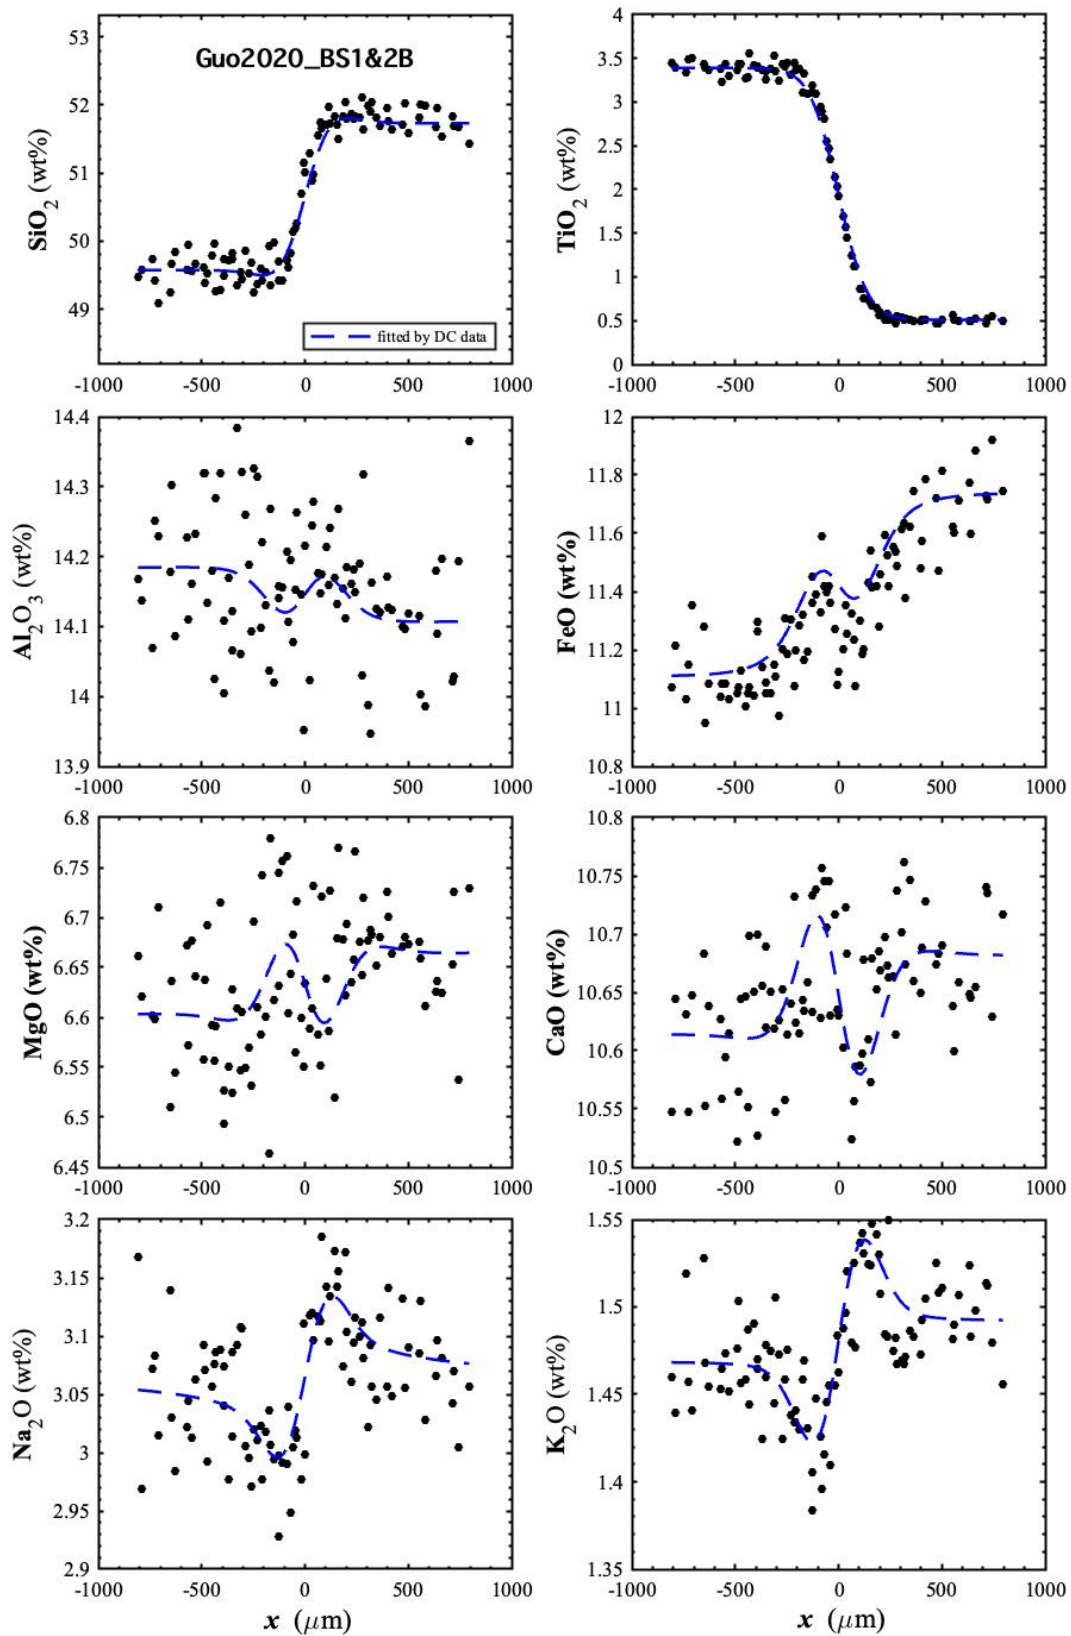 Guo2020_BS1&2B
SiO2 (wt%)
53
52
51
50
49
fitted by DC data
-1000 -500 0 500 1000
TiO2 (wt%)
4
3.5
3
2.5
2
1.5
1
0.5
0
-1000 -500 0 500 1000
Al2O3 (wt%)
14.4
14.3
14.2
14.1
14
13.9
-1000 -500 0 500 1000
FeO (wt%)
12
11.8
11.6
11.4
11.2
11
10.8
-1000 -500 0 500 1000
MgO (wt%)
6.8
6.75
6.7
6.65
6.6
6.55
6.5
6.45
-1000 -500 0 500 1000
CaO (wt%)
10.8
10.75
10.7
10.65
10.6
10.55
10.5
-1000 -500 0 500 1000
Na2O (wt%)
3.2
3.15
3.1
3.05
3
2.95
2.9
-1000 -500 0 500 1000
x (μm)
K2O (wt%)
1.55
1.5
1.45
1.4
1.35
-1000 -500 0 500 1000
x (μm)